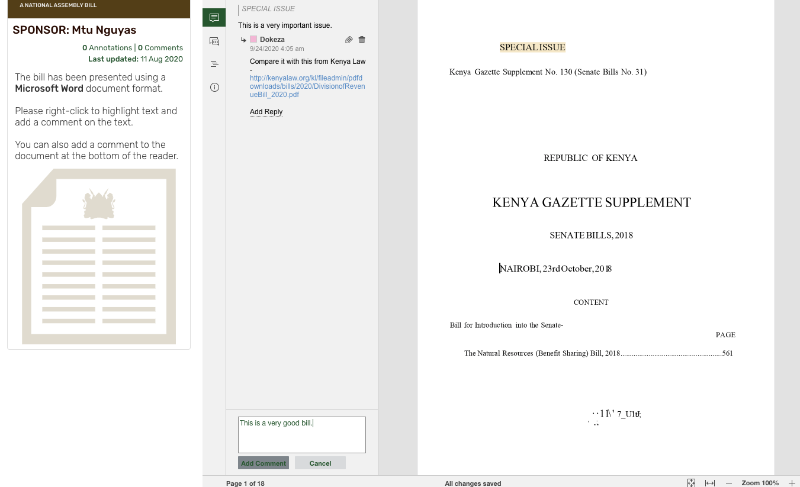 A NATIONAL ASSEMBLY BILL
SPONSOR: Mtu Nguyas
0 Annotations | 0 Comments
Last updated: 11 Aug 2020
The bill has been presented using a
Microsoft Word document format.
Please right-click to highlight text and
add a comment on the text.
You can also add a comment to the
document at the bottom of the reader.
SPECIAL ISSUE
This is a very important issue.
Dokeza
9/24/2020 4:05 am
Compare it with this from Kenya Law
-
http://kenyalaw.org/kl/fileadmin/pdfd
ownloads/bills/2020/DivisionofReven
ueBill_2020.pdf
Add Reply
This is a very good bill.
Add Comment
Cancel
SPECIAL ISSUE
Kenya Gazette Supplement No. 130 (Senate Bills No. 31)
REPUBLIC OF KENYA
KENYA GAZETTE SUPPLEMENT
SENATE BILLS, 2018
NAIROBI, 23rd October, 2018
CONTENT
Bill for Introduction into the Senate-
PAGE
The Natural Resources (Benefit Sharing) Bill, 2018......................................................561
Page 1 of 18
All changes saved
Zoom 100%